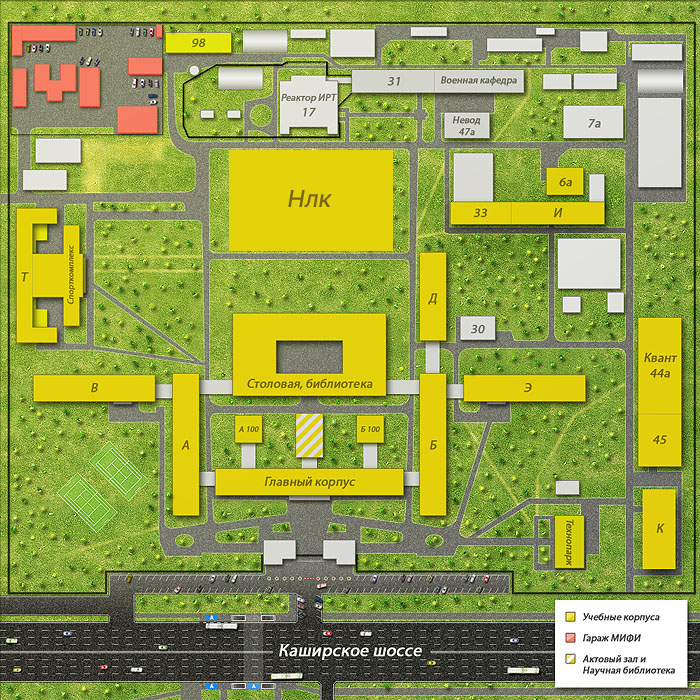 98
31
Военная кафедра
Реактор ИРТ
17
Невод
47а
7а
Нлк
6а
33
И
Т
Спорткомплекс
Д
30
Квант
44а
Столовая, библиотека
В
Э
А
А 100
Б 100
Б
45
Главный корпус
К
Технопарк
Каширское шоссе
Учебные корпуса
Гараж МИФИ
Актовый зал и
Научная библиотека